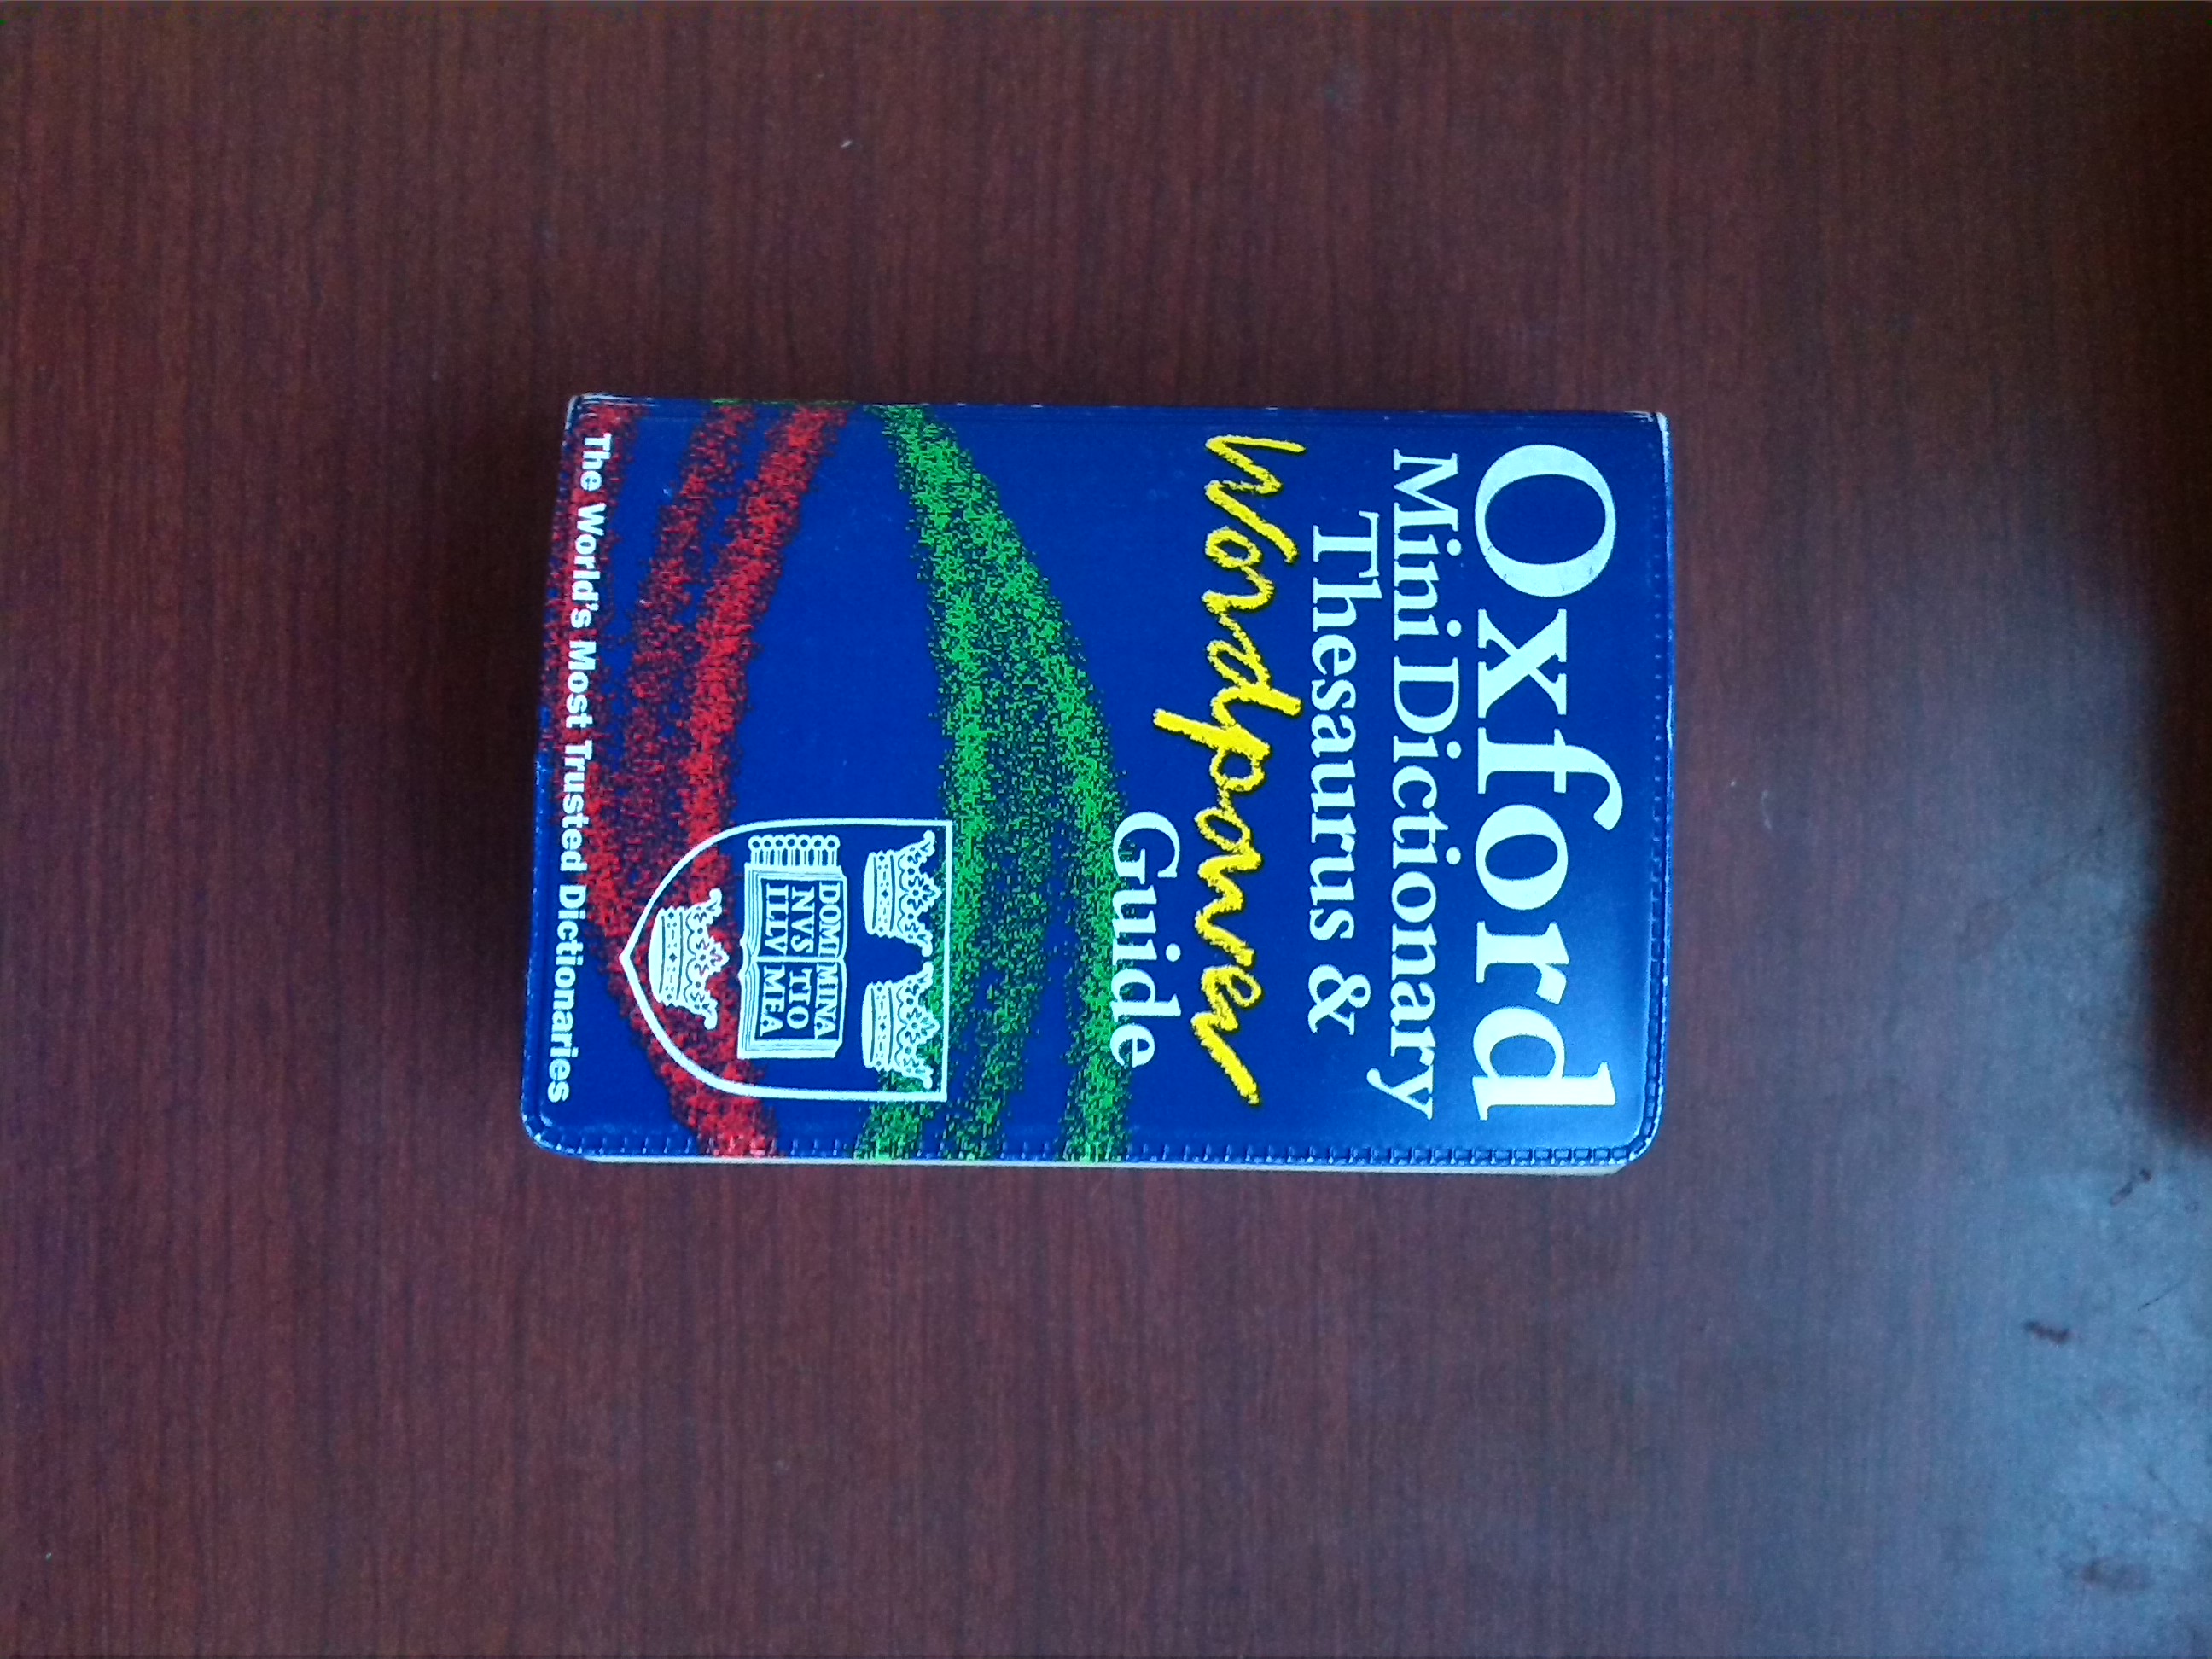 Oxford
Mini Dictionary
Thesaurus &
Wordpower
Guide
DOMI MINA
NVS TIO
ILLV MEA
The World's Most Trusted Dictionaries